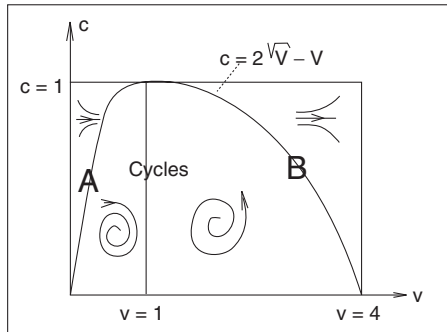 c
c = 2√V – V
c = 1
A
Cycles
B
v
v = 1
v = 4